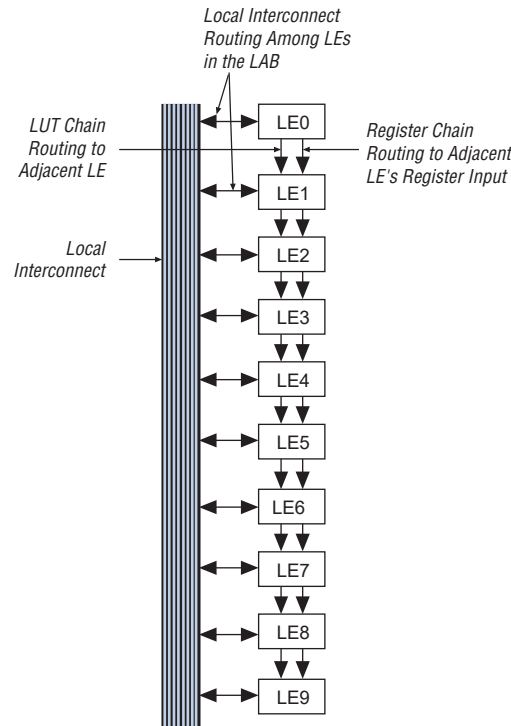 Local Interconnect
Routing Among LEs
in the LAB
LUT Chain
Routing to
Adjacent LE
Register Chain
Routing to Adjacent
LE's Register Input
Local
Interconnect
LE0
LE1
LE2
LE3
LE4
LE5
LE6
LE7
LE8
LE9